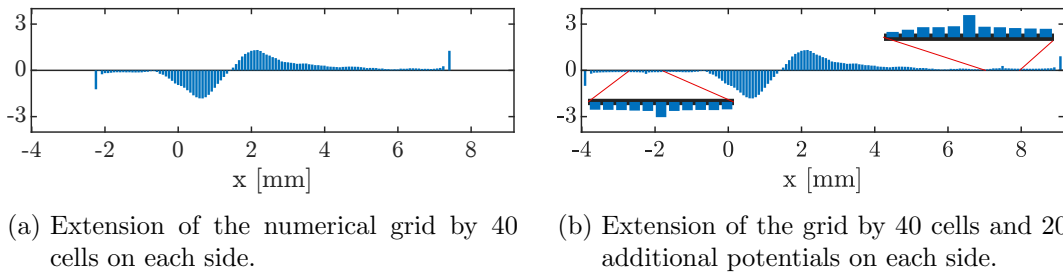 3
0
-3
-4 -2 0 2 4 6 8
x [mm]
(a) Extension of the numerical grid by 40
cells on each side.
3
0
-3
-4 -2 0 2 4 6 8
x [mm]
(b) Extension of the grid by 40 cells and 20
additional potentials on each side.